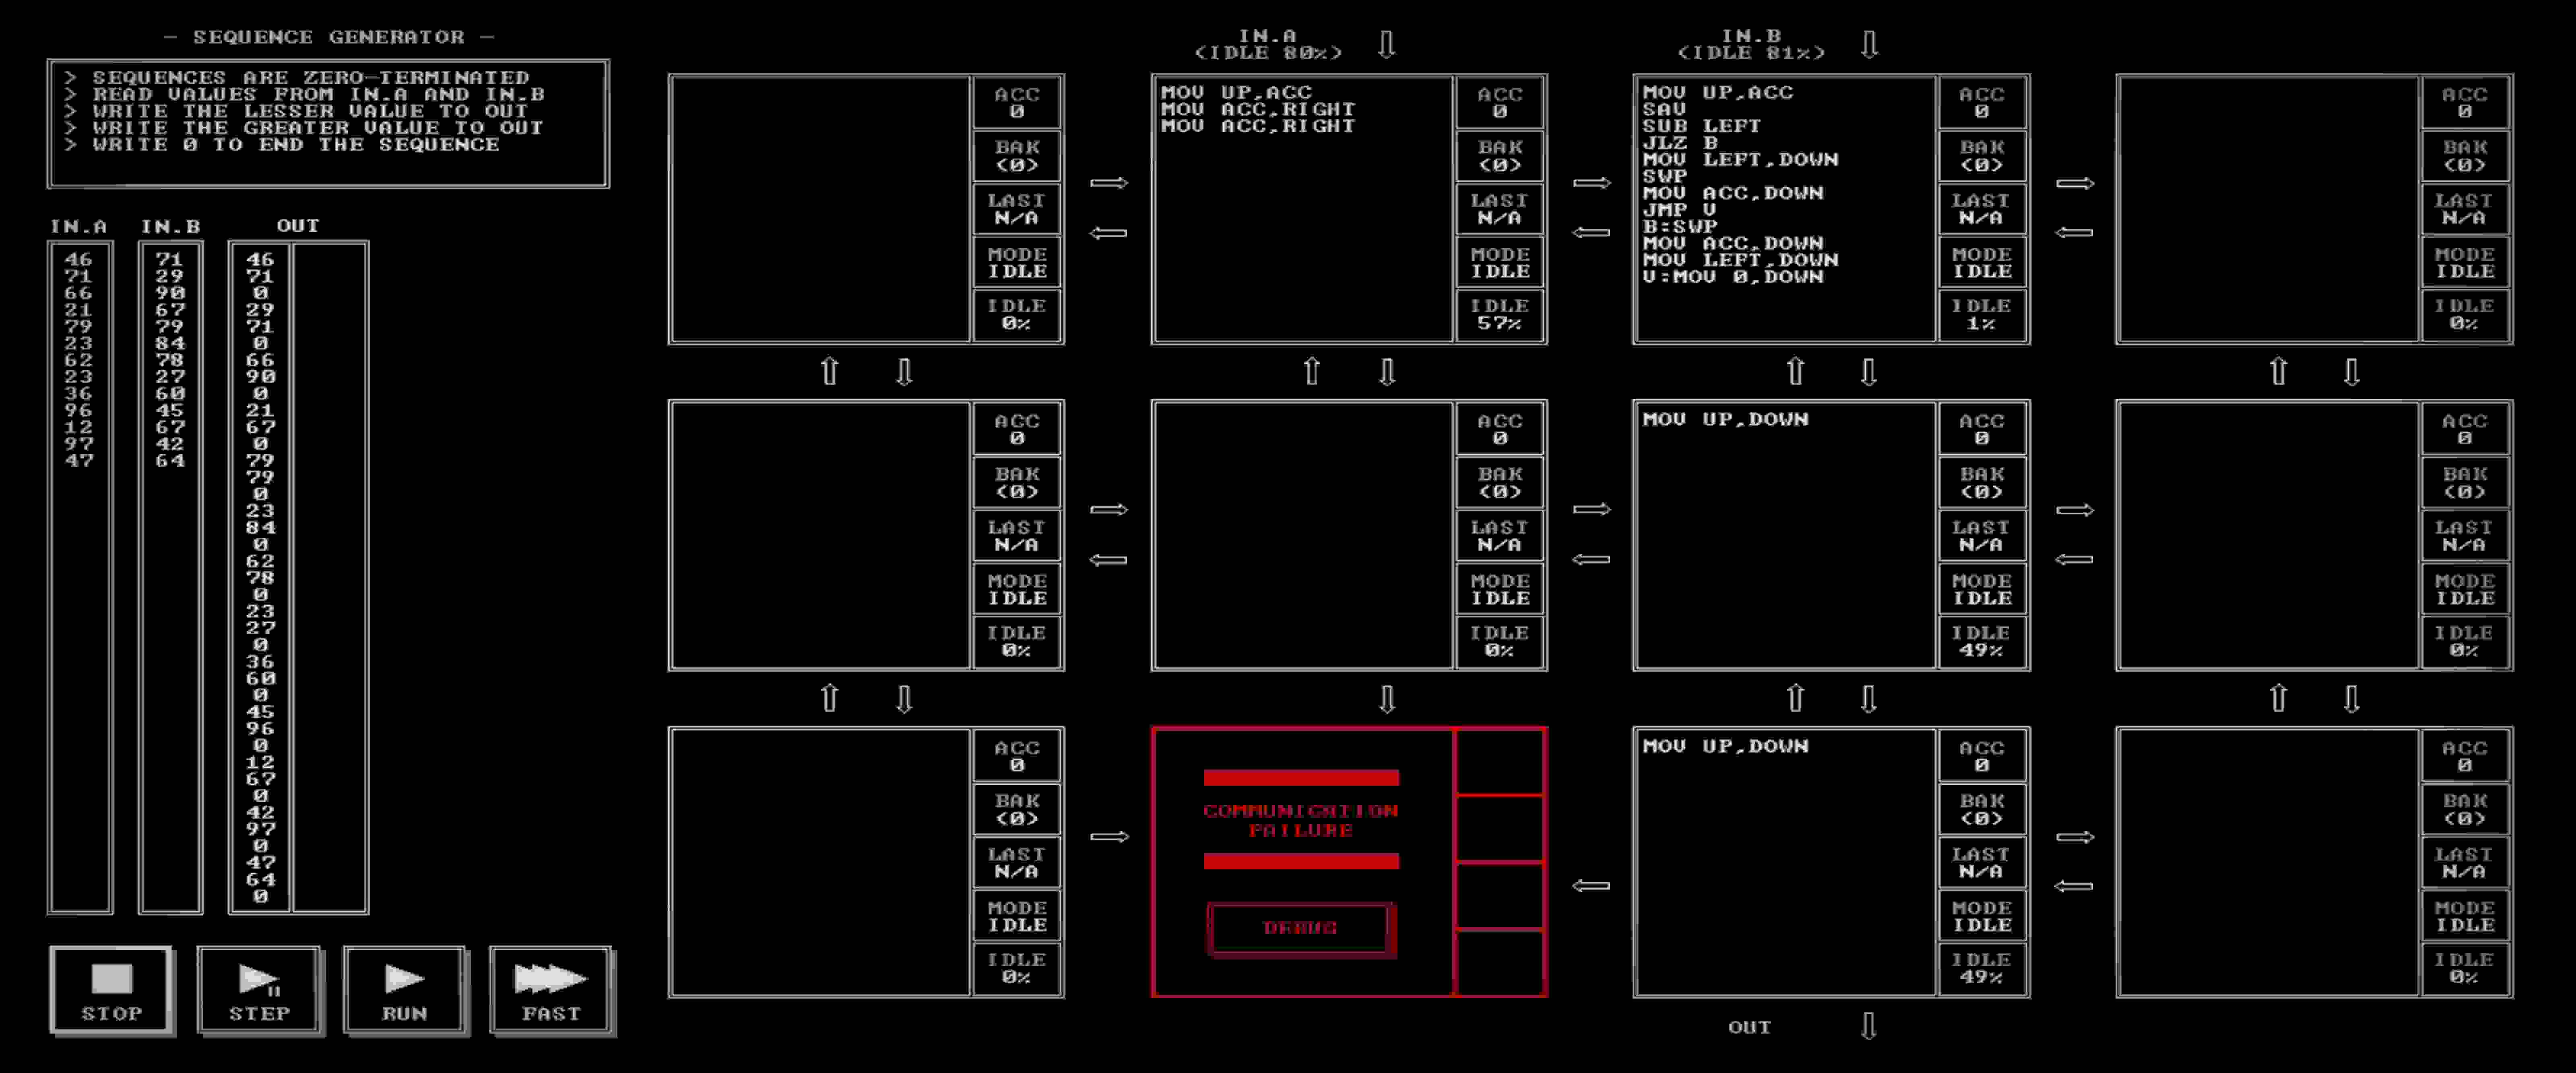 - SEQUENCE GENERATOR -
> SEQUENCES ARE ZERO-TERMINATED
> READ VALUES FROM IN.A AND IN.B
> WRITE THE LESSER VALUE TO OUT
> WRITE THE GREATER VALUE TO OUT
> WRITE 0 TO END THE SEQUENCE
IN.A IN.B OUT
46 71 46
71 29 71
66 90 0
21 67 29
79 79 71
23 84 0
62 78 66
23 27 90
36 60 0
96 45 21
12 67 67
97 42 0
47 64 79
79
0
23
84
0
62
78
0
23
27
0
36
60
0
45
96
0
12
67
0
42
97
0
47
64
0
STOP
STEP
RUN
FAST
IN.A
(IDLE 80%)
IN.B
(IDLE 81%)
ACC
0
BAK
(0)
LAST
N/A
MODE
IDLE
IDLE
0%
MOV UP,ACC
MOV ACC,RIGHT
MOV ACC,RIGHT
ACC
0
BAK
(0)
LAST
N/A
MODE
IDLE
IDLE
57%
MOV UP,ACC
SAV
SUB LEFT
JLZ B
MOV LEFT,DOWN
SWP
MOV ACC,DOWN
JMP V
B:SWP
MOV ACC,DOWN
MOV LEFT,DOWN
V:MOV 0,DOWN
ACC
0
BAK
(0)
LAST
N/A
MODE
IDLE
IDLE
1%
ACC
0
BAK
(0)
LAST
N/A
MODE
IDLE
IDLE
0%
ACC
0
BAK
(0)
LAST
N/A
MODE
IDLE
IDLE
0%
ACC
0
BAK
(0)
LAST
N/A
MODE
IDLE
IDLE
0%
MOV UP,DOWN
ACC
0
BAK
(0)
LAST
N/A
MODE
IDLE
IDLE
49%
ACC
0
BAK
(0)
LAST
N/A
MODE
IDLE
IDLE
0%
ACC
0
BAK
(0)
LAST
N/A
MODE
IDLE
IDLE
0%
COMMUNICATION
FAILURE
DEBUG
MOV UP,DOWN
ACC
0
BAK
(0)
LAST
N/A
MODE
IDLE
IDLE
49%
ACC
0
BAK
(0)
LAST
N/A
MODE
IDLE
IDLE
0%
OUT